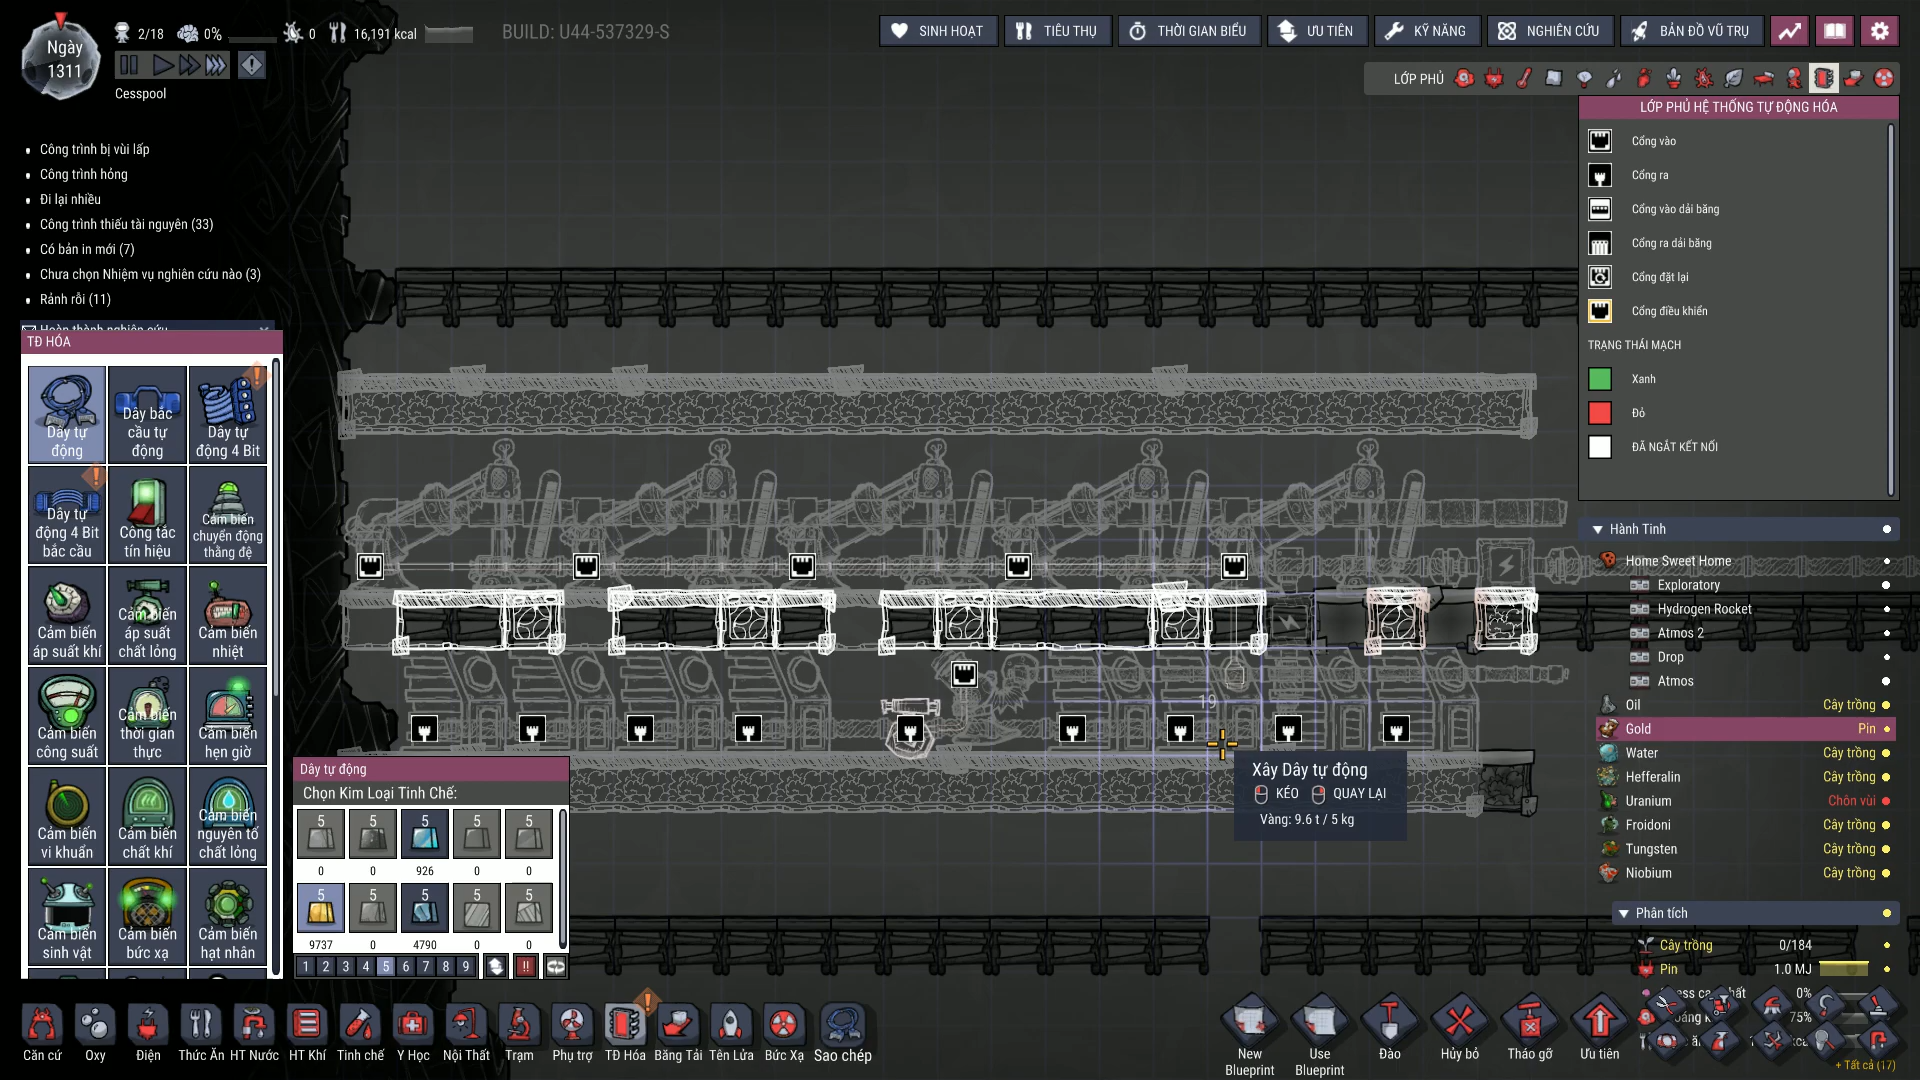 Ngày
1311
2/18
0%
0
16,191 kcal
BUILD: U44-537329-S
SINH HOẠT
TIÊU THỤ
THỜI GIAN BIỂU
ƯU TIÊN
KỸ NĂNG
NGHIÊN CỨU
BẢN ĐỒ VŨ TRỤ
Cesspool
LỚP PHỦ
LỚP PHỦ HỆ THỐNG TỰ ĐỘNG HÓA
Cổng vào
Cổng ra
Cổng vào dải băng
Cổng ra dải băng
Cổng đặt lại
Cổng điều khiển
TRẠNG THÁI MẠCH
Xanh
Đỏ
ĐÃ NGẮT KẾT NỐI
Công trình bị vùi lấp
Công trình hỏng
Đi lại nhiều
Công trình thiếu tài nguyên (33)
Có bản in mới (7)
Chưa chọn Nhiệm vụ nghiên cứu nào (3)
Rảnh rỗi (11)
Hoàn thành nghiên cứu
TĐ HÓA
Dây tự động
Dây bắc cầu tự động
Dây tự động 4 Bit
Dây tự động 4 Bit bắc cầu
Công tắc tín hiệu
Cảm biến chuyển động thằng đệ
Cảm biến áp suất khí
Cảm biến áp suất chất lỏng
Cảm biến nhiệt
Cảm biến công suất
Cảm biến thời gian thực
Cảm biến hẹn giờ
Cảm biến vi khuẩn
Cảm biến chất khí
Cảm biến nguyên tố chất lỏng
Cảm biến sinh vật
Cảm biến bức xạ
Cảm biến hạt nhân
Dây tự động
Chọn Kim Loại Tinh Chế:
5 5 5 5 5
0 0 926 0 0
5 5 5 5 5
9737 0 4790 0 0
1 2 3 4 5 6 7 8 9 !!
19
Xây Dây tự động
KÉO QUAY LẠI
Vàng: 9.6 t / 5 kg
Hành Tinh
Home Sweet Home
Exploratory
Hydrogen Rocket
Atmos 2
Drop
Atmos
Oil Cây trồng
Gold Pin
Water Cây trồng
Hefferalin Cây trồng
Uranium Chôn vùi
Froidoni Cây trồng
Tungsten Cây trồng
Niobium Cây trồng
Phân tích
Cây trồng 0/184
Pin 1.0 MJ
0%
75%
+ Tất cả (17)
Căn cứ
Oxy
Điện
Thức Ăn
HT Nước
HT Khí
Tinh chế
Y Học
Nội Thất
Trạm
Phụ trợ
TĐ Hóa
Băng Tải
Tên Lửa
Bức Xạ
Sao chép
New Blueprint
Use Blueprint
Đào
Hủy bỏ
Tháo gỡ
Ưu tiên